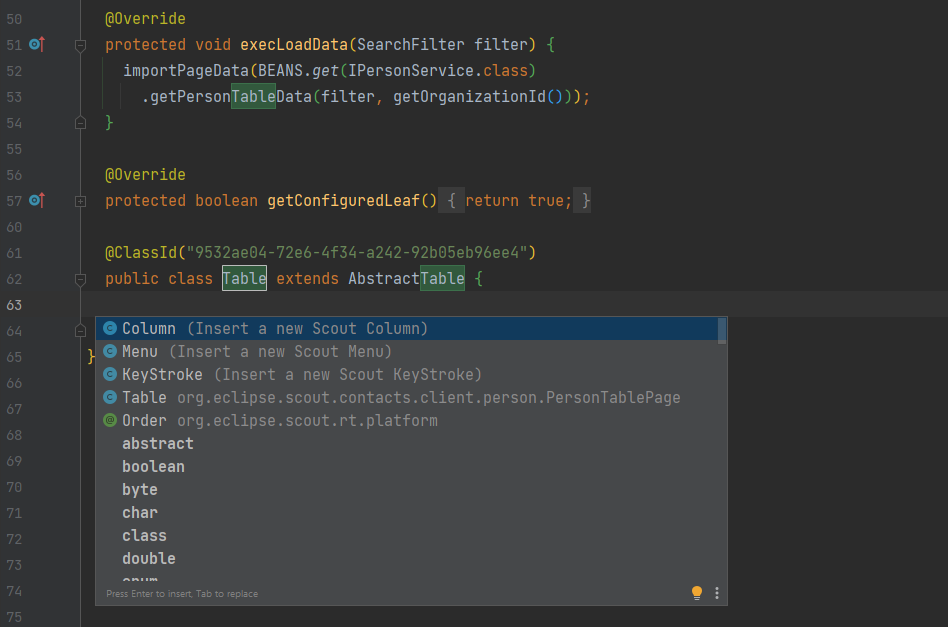 50 @Override
51 protected void execLoadData(SearchFilter filter) {
52 importPageData(BEANS.get(IPersonService.class)
53 .getPersonTableData(filter, getOrganizationId()));
54 }
55
56 @Override
57 protected boolean getConfiguredLeaf() { return true; }
60
61 @ClassId("9532ae04-72e6-4f34-a242-92b05eb96ee4")
62 public class Table extends AbstractTable {
63
64
65 }
66
67
68
69
70
71
72
73
74
75
Column (Insert a new Scout Column)
Menu (Insert a new Scout Menu)
KeyStroke (Insert a new Scout KeyStroke)
Table org.eclipse.scout.contacts.client.person.PersonTablePage
Order org.eclipse.scout.rt.platform
abstract
boolean
byte
char
class
double
enum
Press Enter to insert, Tab to replace